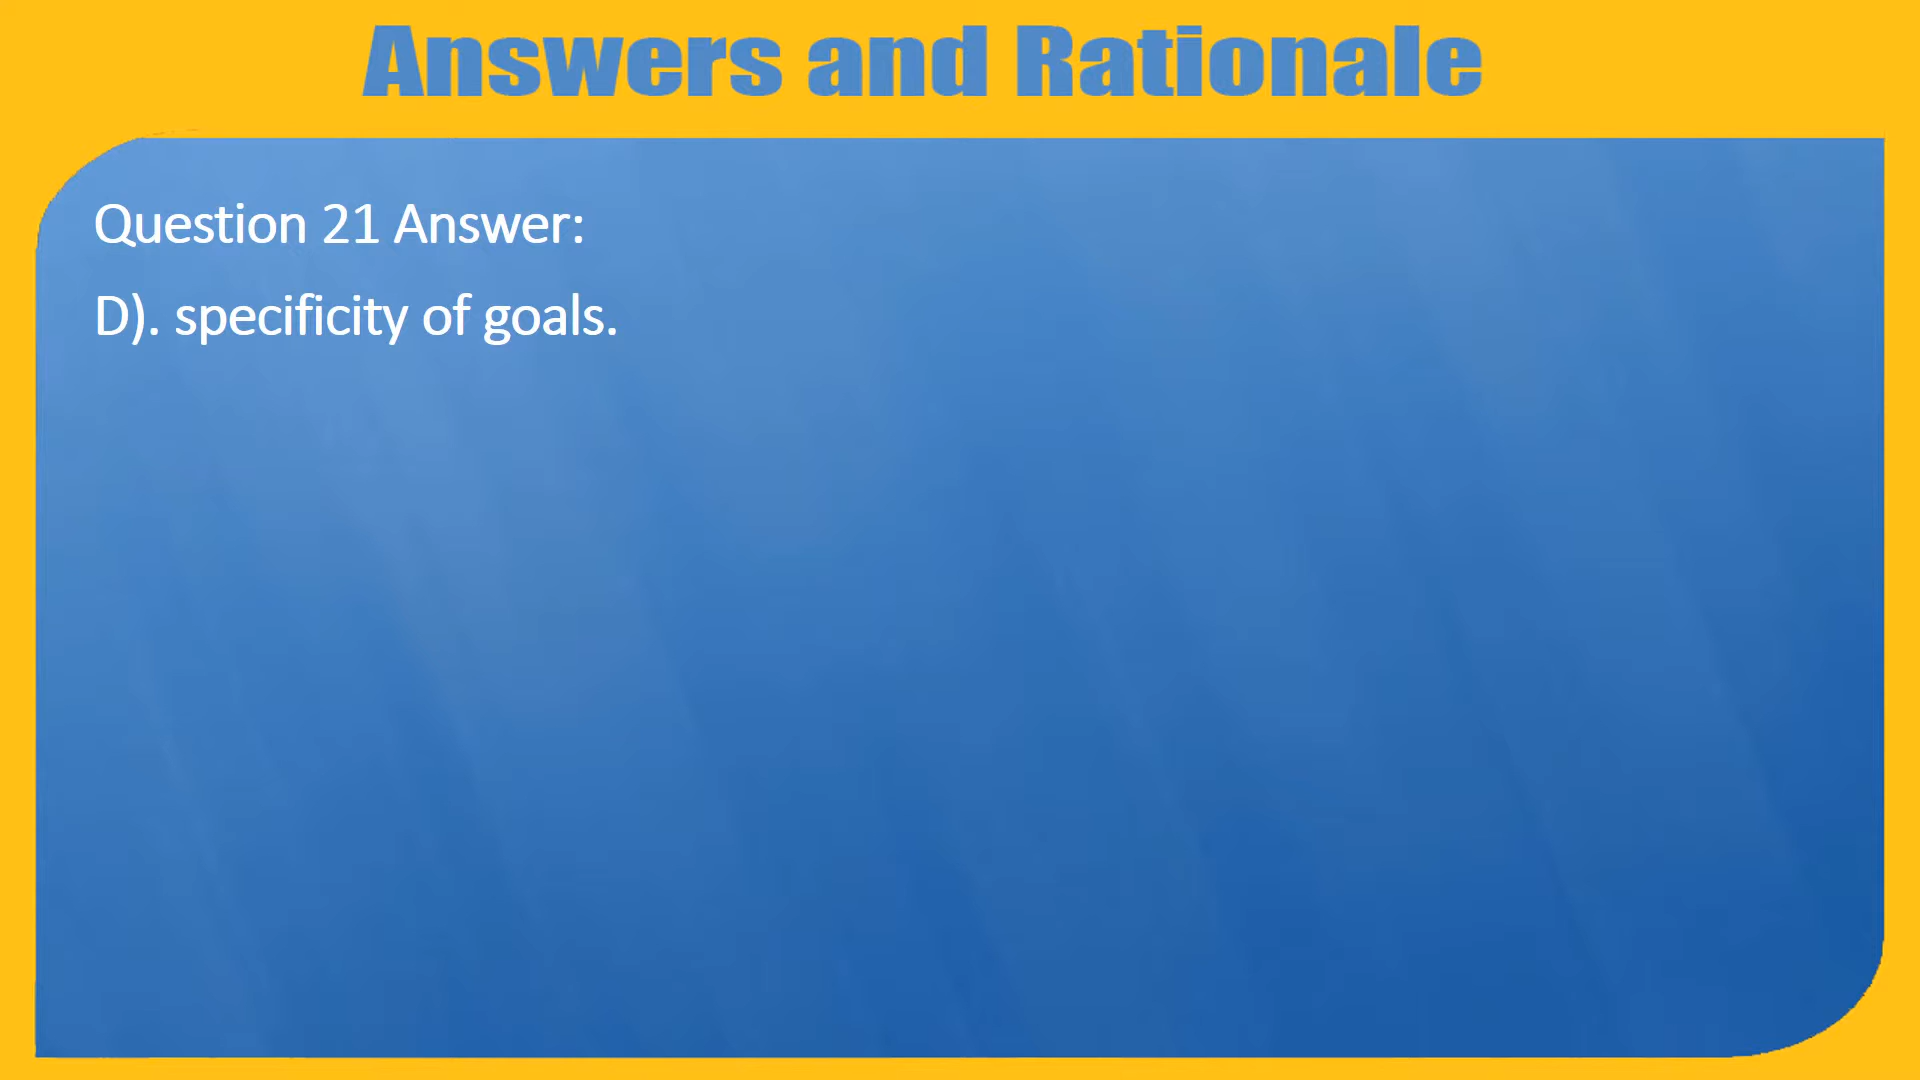 Answers and Rationale
Question 21 Answer:
D). specificity of goals.